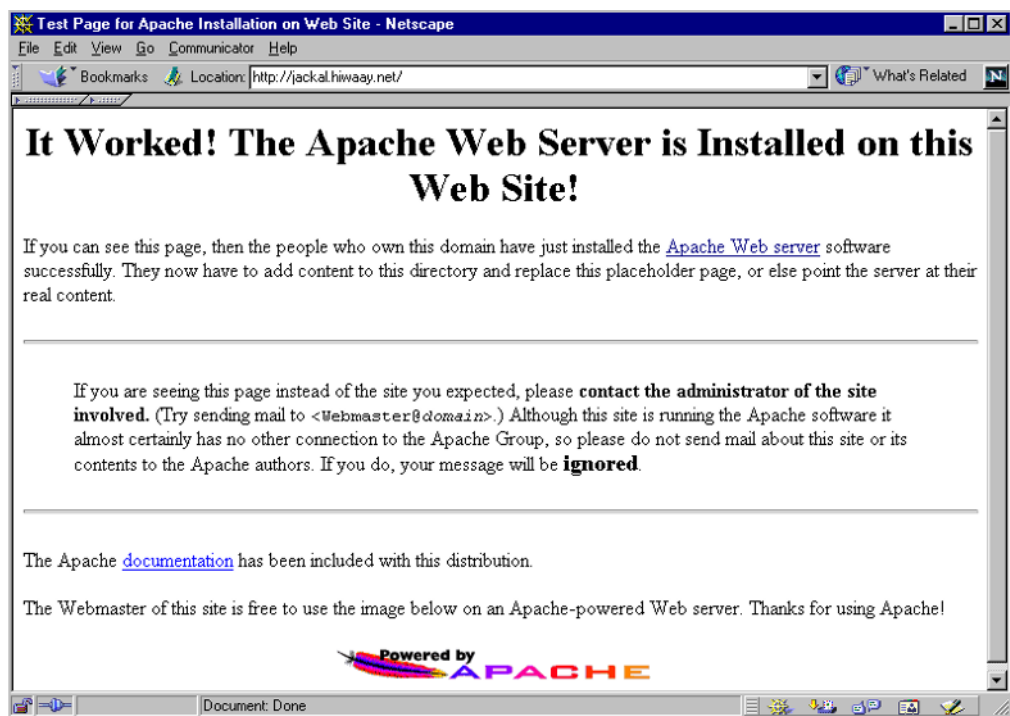 Test Page for Apache Installation on Web Site - Netscape
File Edit View Go Communicator Help
Bookmarks Location: http://jackal.hiwaay.net/ What's Related N
It Worked! The Apache Web Server is Installed on this
Web Site!
If you can see this page, then the people who own this domain have just installed the Apache Web server software
successfully. They now have to add content to this directory and replace this placeholder page, or else point the server at their
real content.
If you are seeing this page instead of the site you expected, please contact the administrator of the site
involved. (Try sending mail to <Webmaster@domain>.) Although this site is running the Apache software it
almost certainly has no other connection to the Apache Group, so please do not send mail about this site or its
contents to the Apache authors. If you do, your message will be ignored.
The Apache documentation has been included with this distribution.
The Webmaster of this site is free to use the image below on an Apache-powered Web server. Thanks for using Apache!
Powered by
APACHE
Document: Done